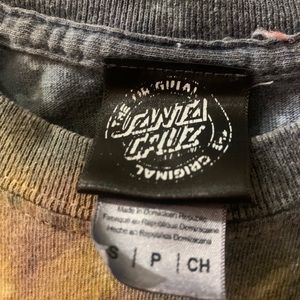 THE ORIGINAL
SANTA
CRUZ
ORIGINAL
Made in Dominican Republic
Fabriqué en République Dominicaine
Hecho en República Dominicana
S | P | CH